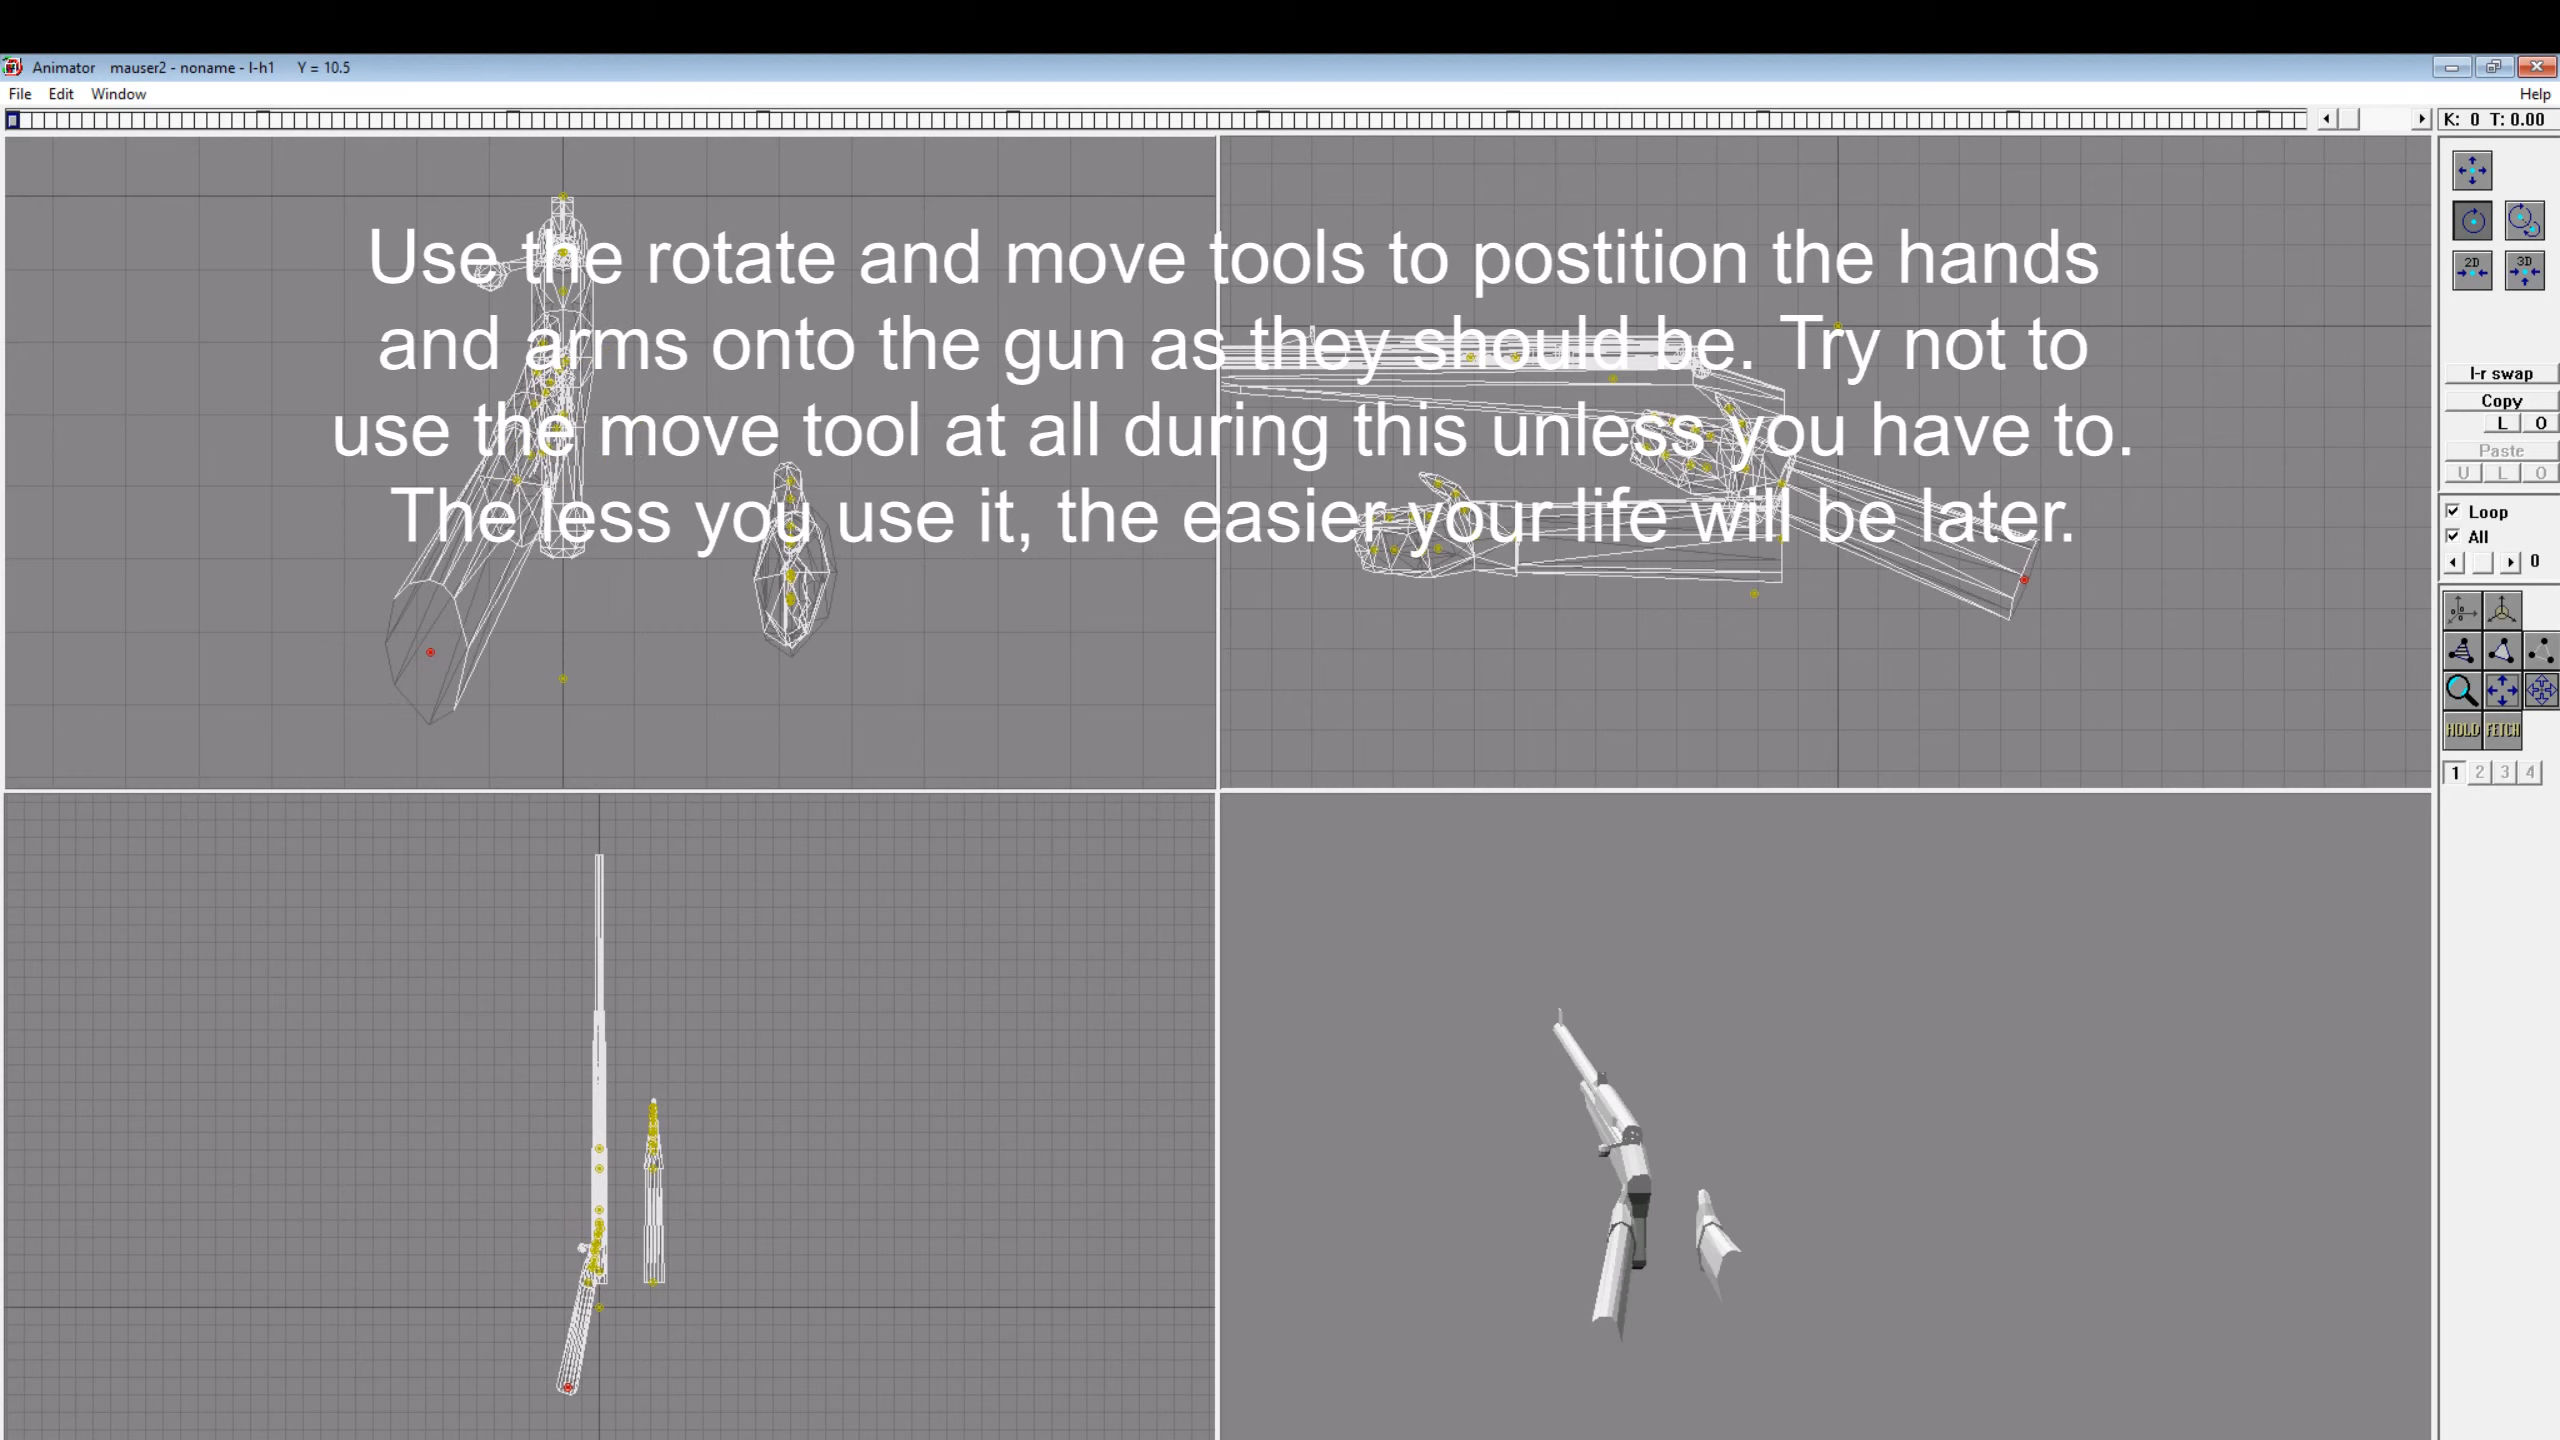 Animator mauser2 - noname - l-h1 Y = 10.5
File Edit Window Help
K: 0 T: 0.00
Use the rotate and move tools to postition the hands
and arms onto the gun as they should be. Try not to
use the move tool at all during this unless you have to.
The less you use it, the easier your life will be later.
2D 3D
l-r swap
Copy
L O
Paste
U L O
Loop
All
0
HOLD FETCH
1 2 3 4